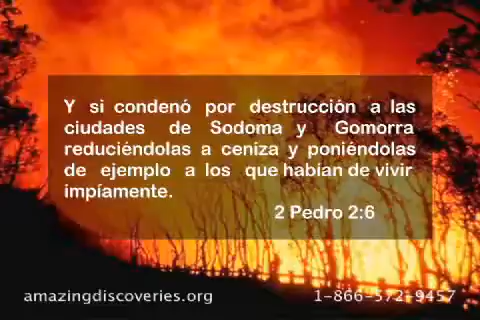 Y si condenó por destrucción a las
ciudades de Sodoma y Gomorra
reduciéndolas a ceniza y poniéndolas
de ejemplo a los que habían de vivir
impíamente.
2 Pedro 2:6
amazingdiscoveries.org 1-866-572-9457